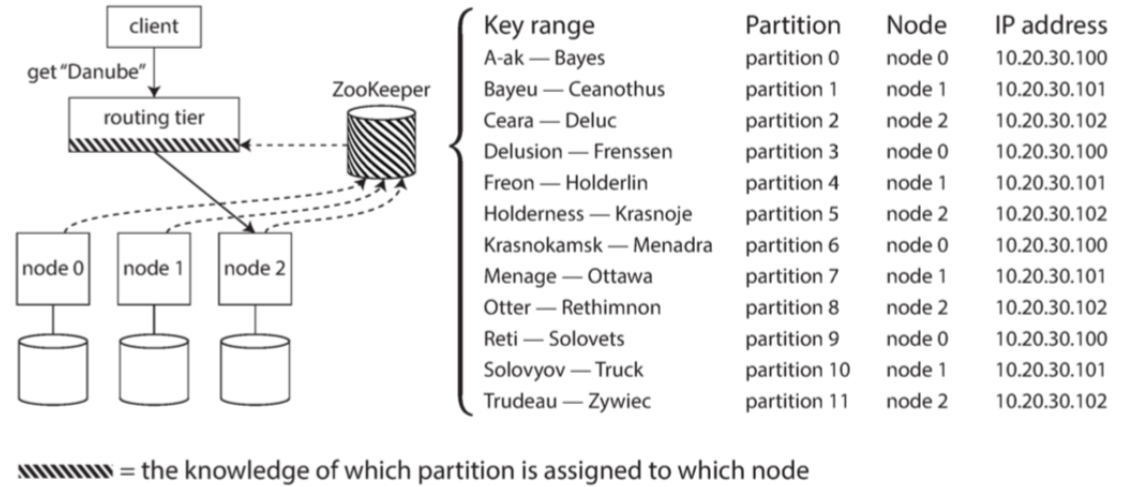 client
get “Danube”
routing tier
ZooKeeper
node 0
node 1
node 2
Key range Partition Node IP address
A-ak — Bayes partition 0 node 0 10.20.30.100
Bayeu — Ceanothus partition 1 node 1 10.20.30.101
Ceara — Deluc partition 2 node 2 10.20.30.102
Delusion — Frenssen partition 3 node 0 10.20.30.100
Freon — Holderlin partition 4 node 1 10.20.30.101
Holderness — Krasnoje partition 5 node 2 10.20.30.102
Krasnokamsk — Menadra partition 6 node 0 10.20.30.100
Menage — Ottawa partition 7 node 1 10.20.30.101
Otter — Rethimnon partition 8 node 2 10.20.30.102
Reti — Solovets partition 9 node 0 10.20.30.100
Solovyov — Truck partition 10 node 1 10.20.30.101
Trudeau — Zywiec partition 11 node 2 10.20.30.102
= the knowledge of which partition is assigned to which node